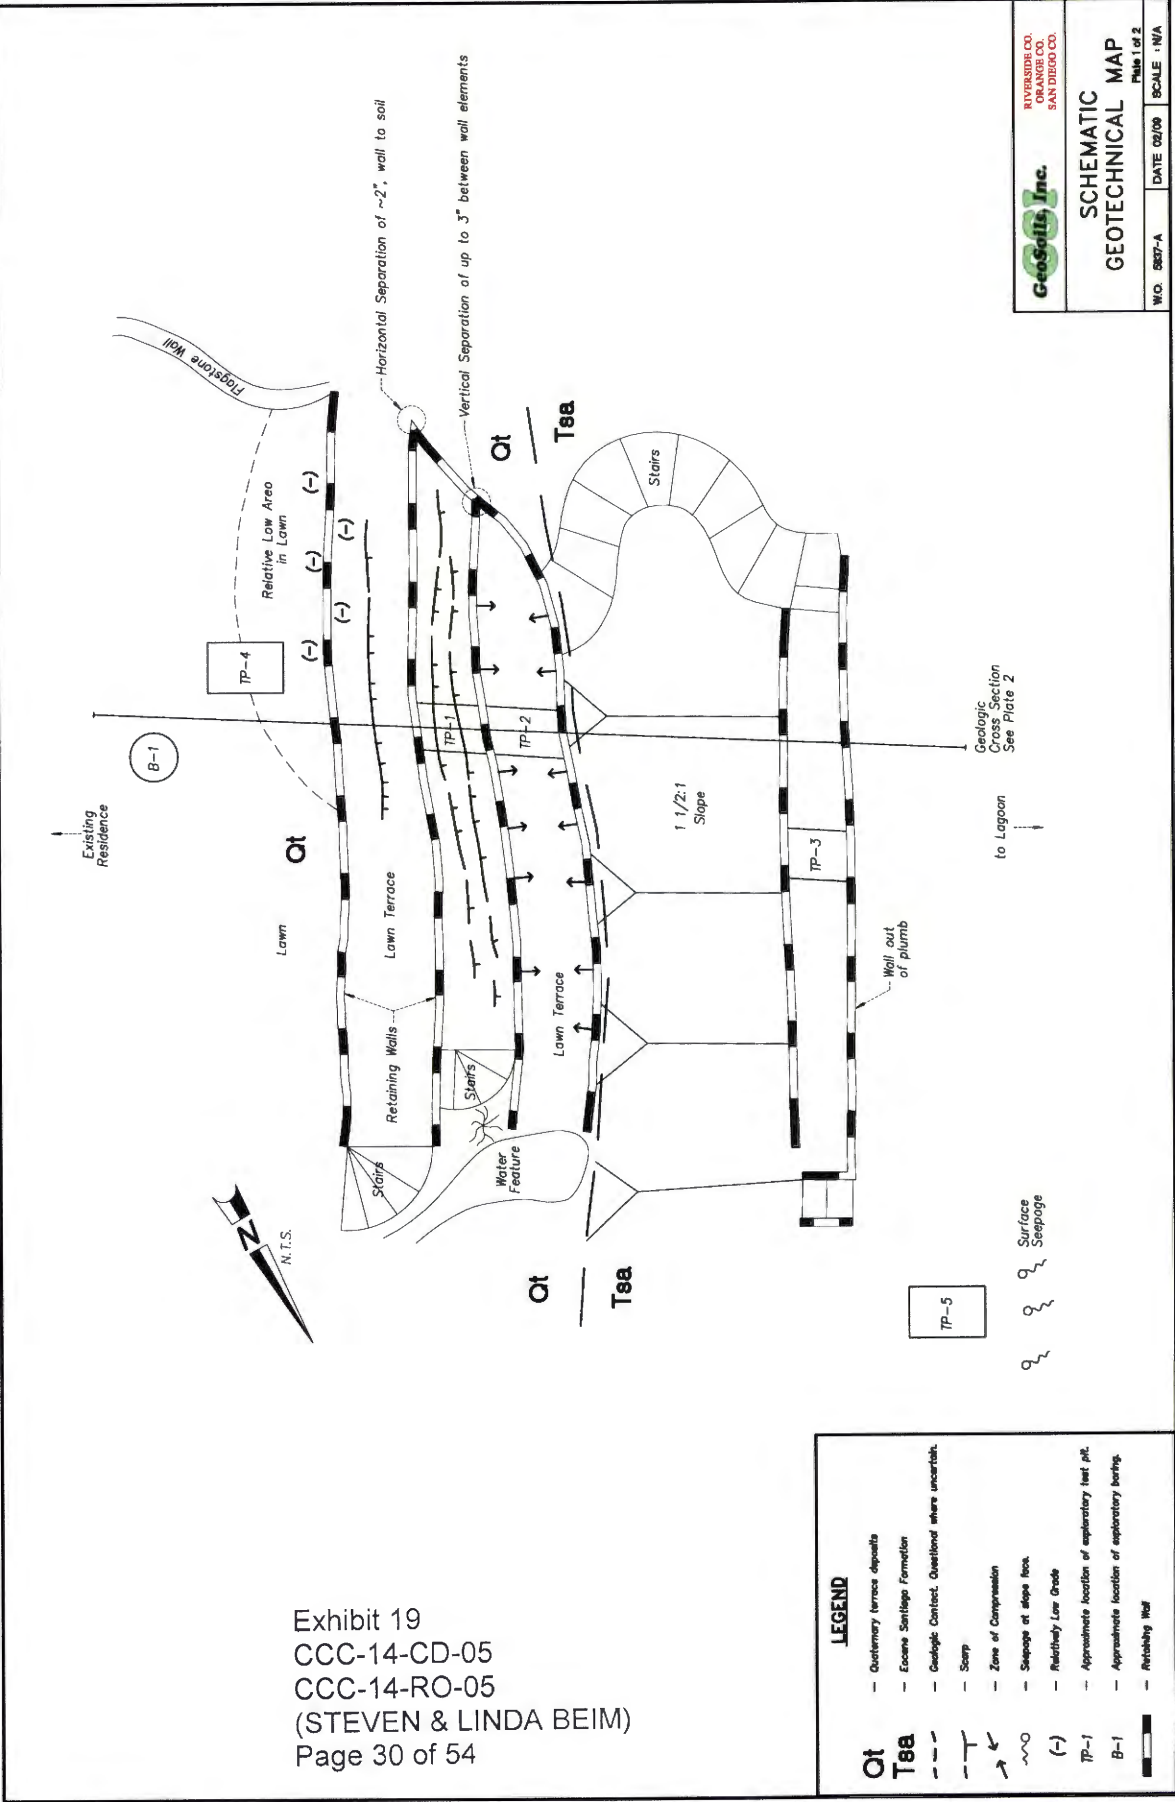 Existing
Residence
B-1
Lawn
Qt
TP-4
Relative Low Area
in Lawn
Flagstone Wall
(-)
(-)
(-)
(-)
(-)
Horizontal Separation of ~2", wall to soil
Vertical Separation of up to 3" between wall elements
Lawn Terrace
Retaining Walls
Stairs
Stairs
Water
Feature
Lawn Terrace
TP-1
TP-2
Qt
Tsa
Stairs
Qt
Tsa
1 1/2:1
Slope
TP-3
Wall out
of plumb
to Lagoon
Geologic
Cross Section
See Plate 2
TP-5
Surface
Seepage
N
N.T.S.
LEGEND
Qt - Quaternary terrace deposits
Tsa - Eocene Santiago Formation
- Geologic Contact. Questional where uncertain.
- Scarp
- Zone of Compression
- Seepage at slope face.
(-) - Relatively Low Grade
TP-1 - Approximate location of exploratory test pit.
B-1 - Approximate location of exploratory boring.
- Retaining Wall
GSI
GeoSoils, Inc.
RIVERSIDE CO.
ORANGE CO.
SAN DIEGO CO.
SCHEMATIC
GEOTECHNICAL MAP
Plate 1 of 2
W.O. 5837-A DATE 02/09 SCALE : N/A
Exhibit 19
CCC-14-CD-05
CCC-14-RO-05
(STEVEN & LINDA BEIM)
Page 30 of 54